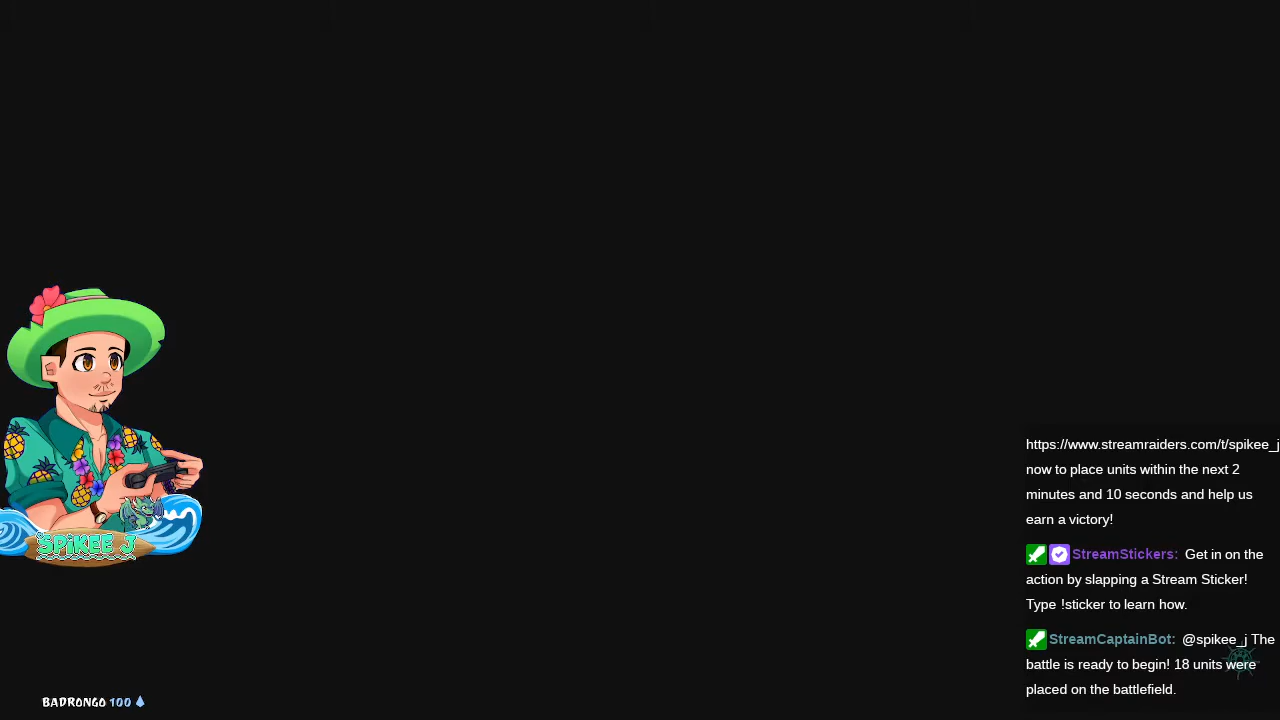 https://www.streamraiders.com/t/spikee_j
now to place units within the next 2
minutes and 10 seconds and help us
earn a victory!
StreamStickers: Get in on the
action by slapping a Stream Sticker!
Type !sticker to learn how.
StreamCaptainBot: @spikee_j The
battle is ready to begin! 18 units were
placed on the battlefield.
SPIKEE J
BADRONGO 100